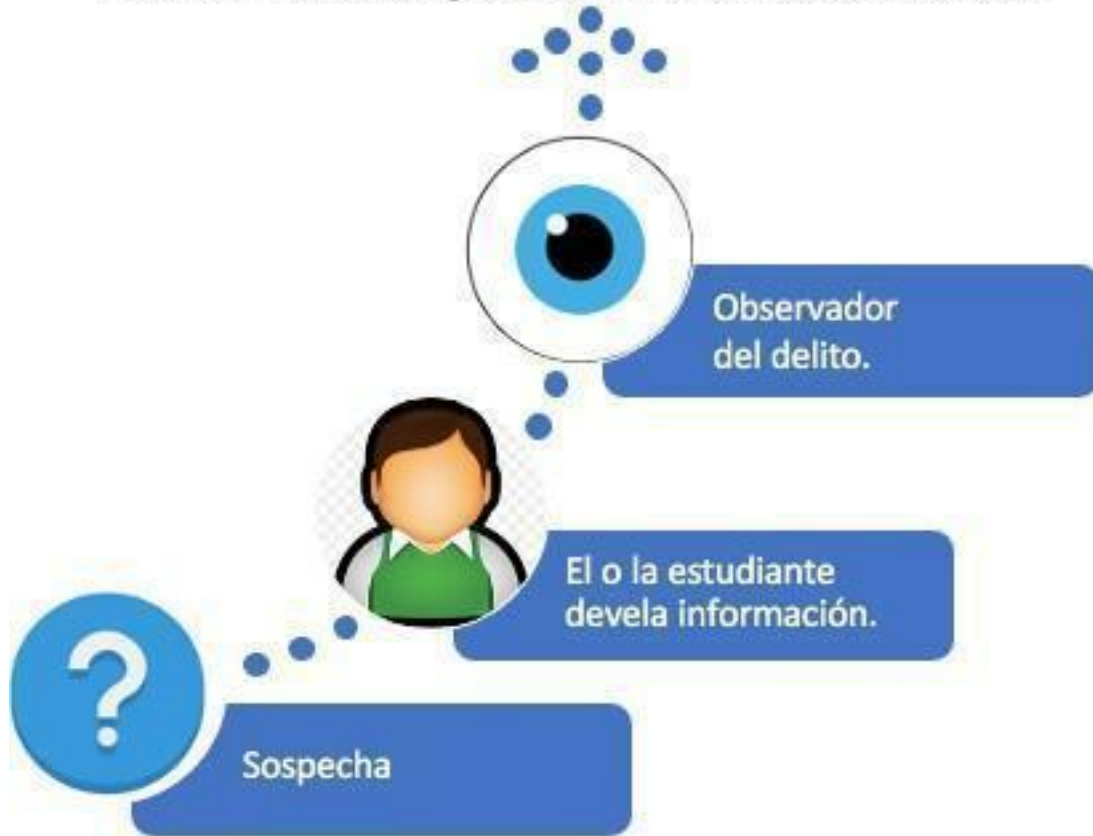 Observador
del delito.
El o la estudiante
devela información.
?
Sospecha